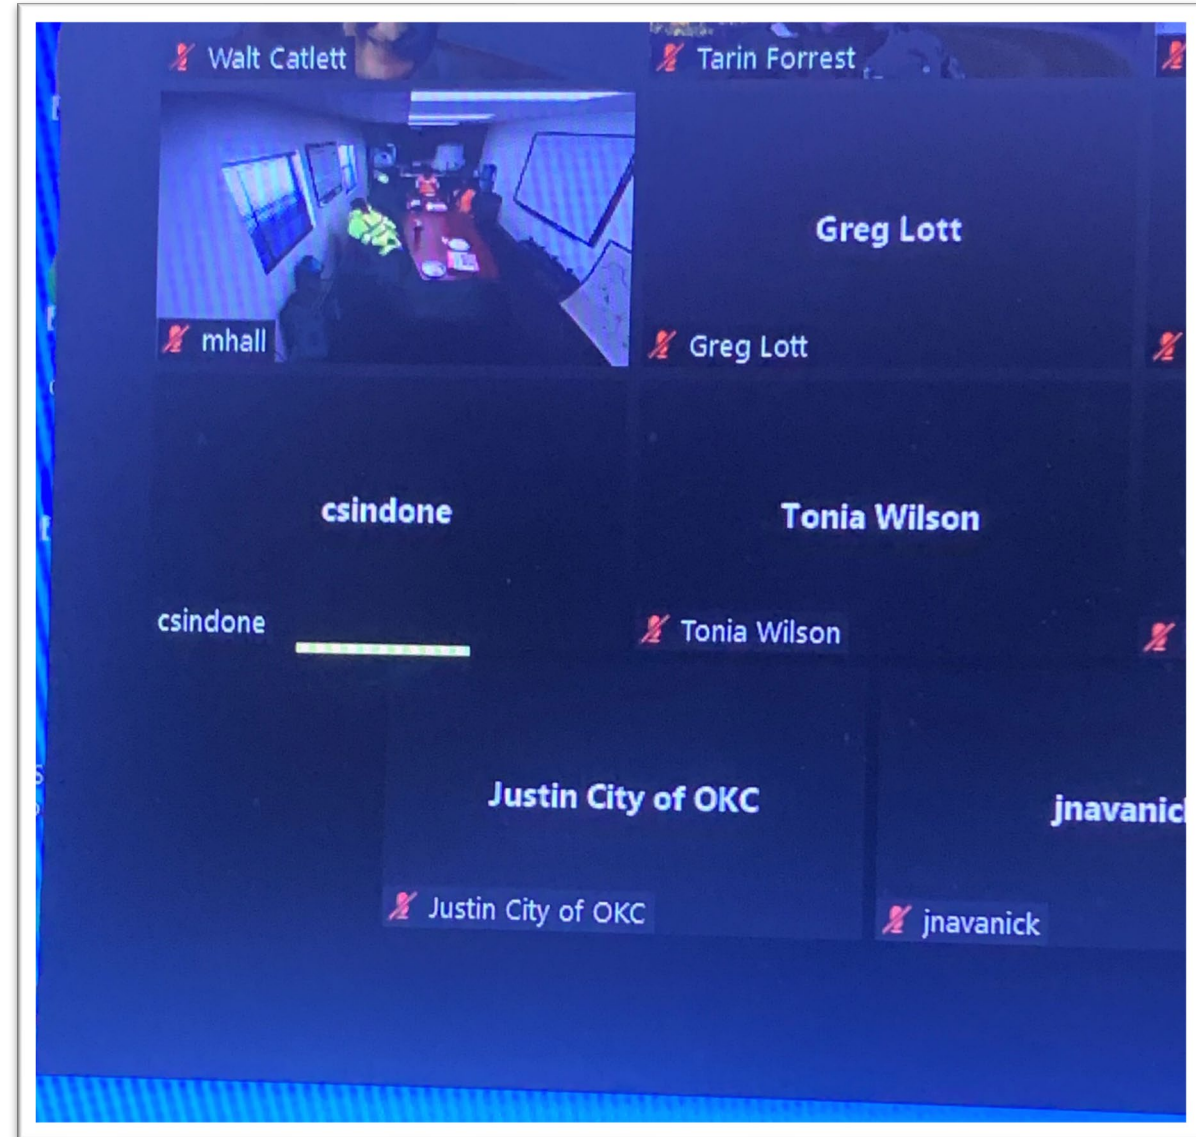 Walt Catlett
Tarin Forrest
Greg Lott
mhall
Greg Lott
csindone
Tonia Wilson
csindone
Tonia Wilson
Justin City of OKC
jnavanic
Justin City of OKC
jnavanick